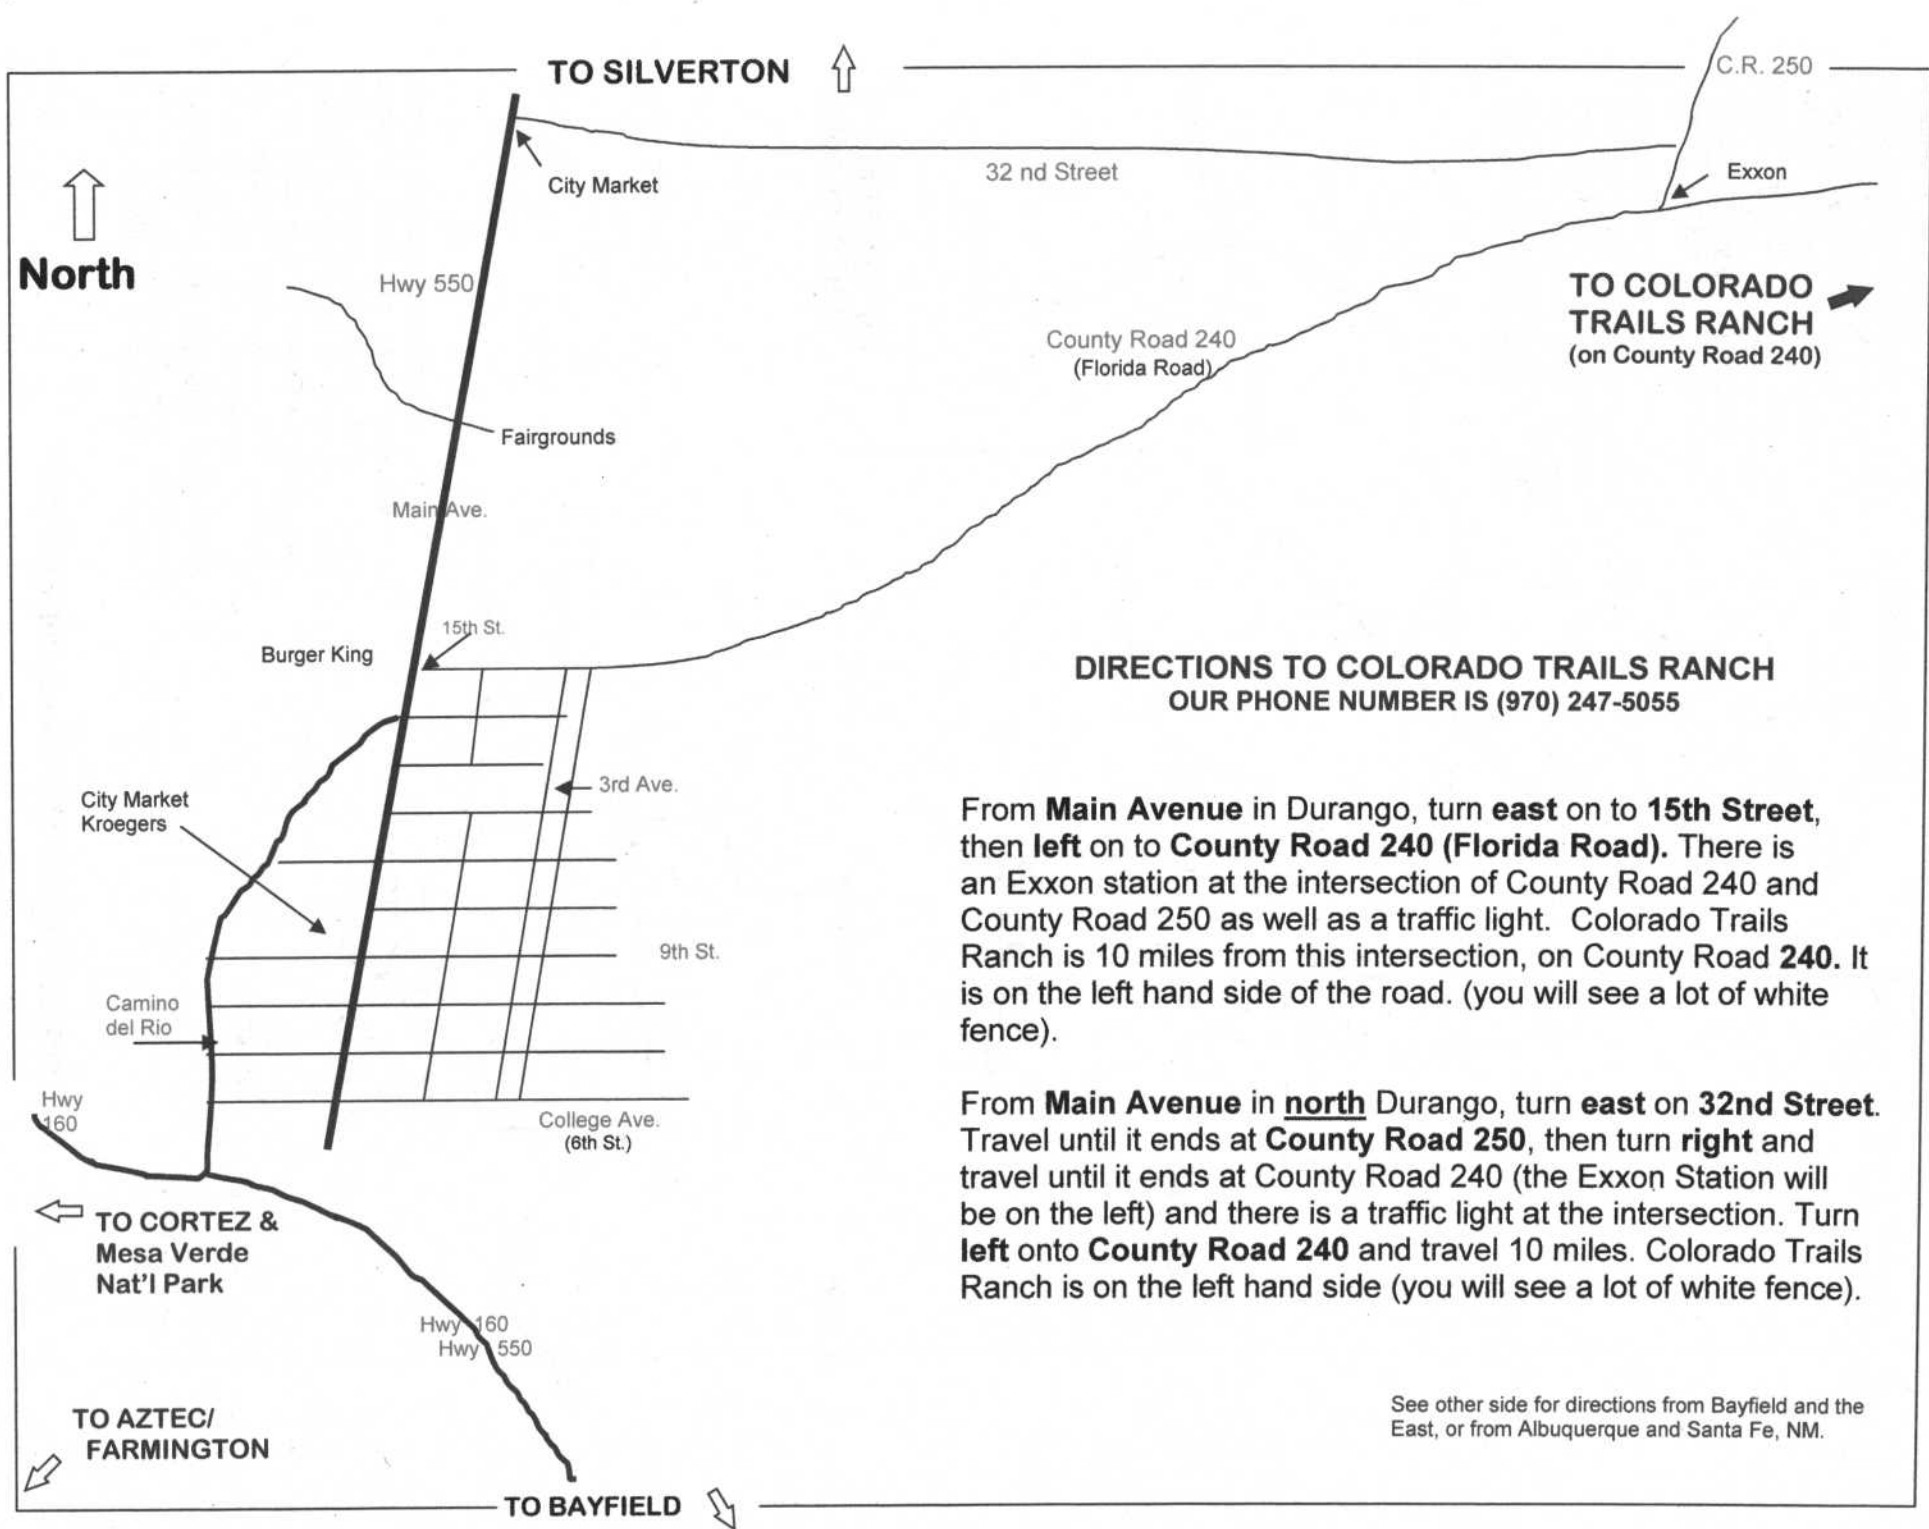 TO SILVERTON
C.R. 250
32 nd Street
City Market
Exxon
North
Hwy 550
TO COLORADO
TRAILS RANCH
(on County Road 240)
County Road 240
(Florida Road)
Fairgrounds
Main Ave.
15th St.
Burger King
DIRECTIONS TO COLORADO TRAILS RANCH
OUR PHONE NUMBER IS (970) 247-5055
3rd Ave.
City Market
Kroegers
From Main Avenue in Durango, turn east on to 15th Street,
then left on to County Road 240 (Florida Road). There is
an Exxon station at the intersection of County Road 240 and
County Road 250 as well as a traffic light. Colorado Trails
Ranch is 10 miles from this intersection, on County Road 240. It
is on the left hand side of the road. (you will see a lot of white
fence).
9th St.
Camino
del Rio
Hwy
160
College Ave.
(6th St.)
From Main Avenue in north Durango, turn east on 32nd Street.
Travel until it ends at County Road 250, then turn right and
travel until it ends at County Road 240 (the Exxon Station will
be on the left) and there is a traffic light at the intersection. Turn
left onto County Road 240 and travel 10 miles. Colorado Trails
Ranch is on the left hand side (you will see a lot of white fence).
TO CORTEZ &
Mesa Verde
Nat'l Park
Hwy 160
Hwy 550
See other side for directions from Bayfield and the
East, or from Albuquerque and Santa Fe, NM.
TO AZTEC/
FARMINGTON
TO BAYFIELD